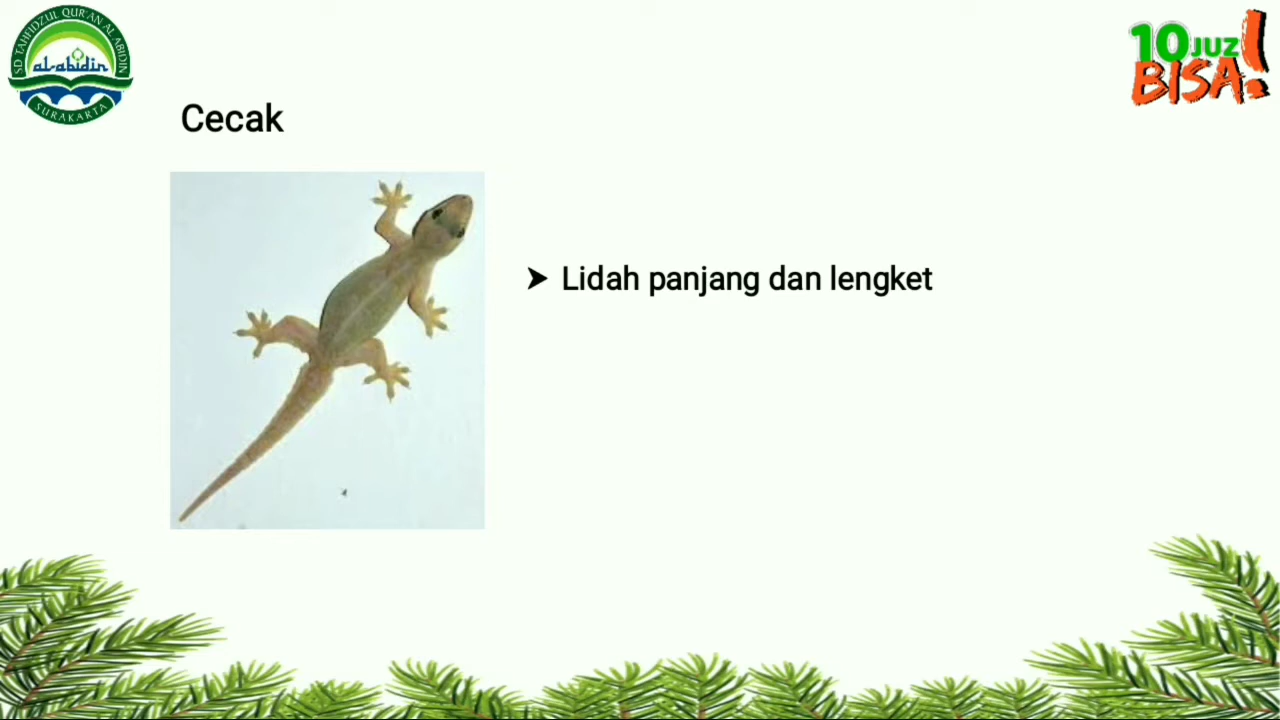 SD TAHFIDZUL QUR'AN AL ABIDIN
al-abidin
SURAKARTA
10 JUZ
BISA!
Cecak
➤ Lidah panjang dan lengket